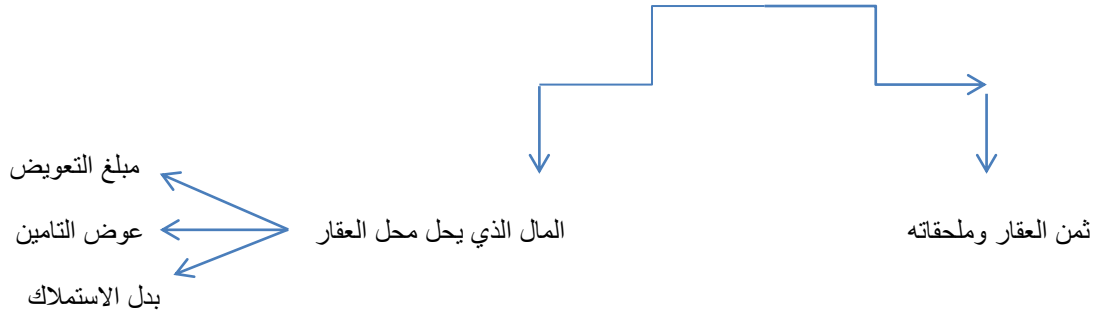 ثمن العقار وملحقاته
المال الذي يحل محل العقار
مبلغ التعويض
عوض التامين
بدل الاستملاك